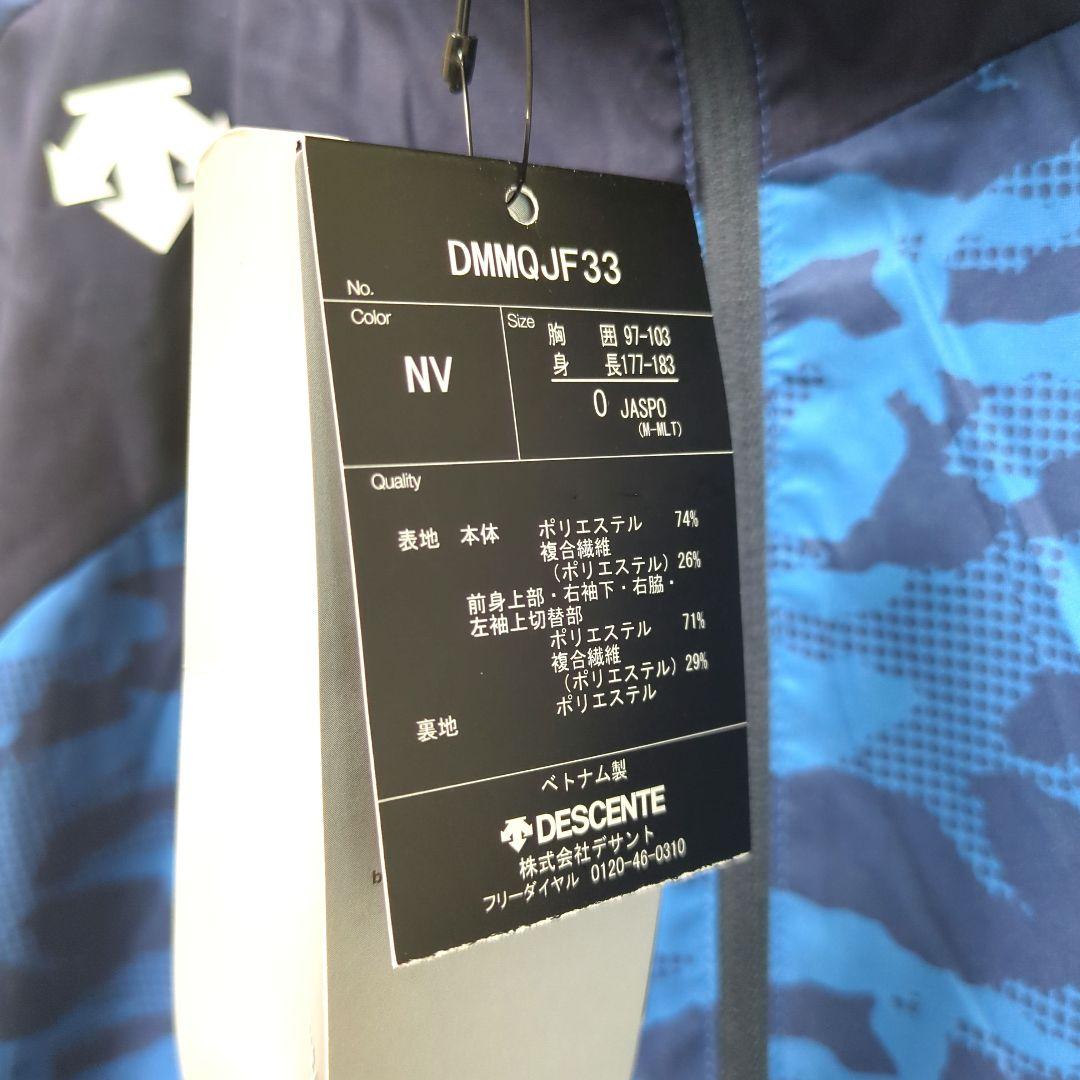 DMMQJF33
No.
Color
NV
Size
胸 囲 97-103
身 長177-183
O JASPO
(M-MLT)
Quality
表地 本体 ポリエステル 74%
複合繊維
(ポリエステル) 26%
前身上部・右袖下・右脇・
左袖上切替部
ポリエステル 71%
複合繊維
(ポリエステル) 29%
裏地 ポリエステル
ベトナム製
DESCENTE
株式会社デサント
フリーダイヤル 0120-46-0310